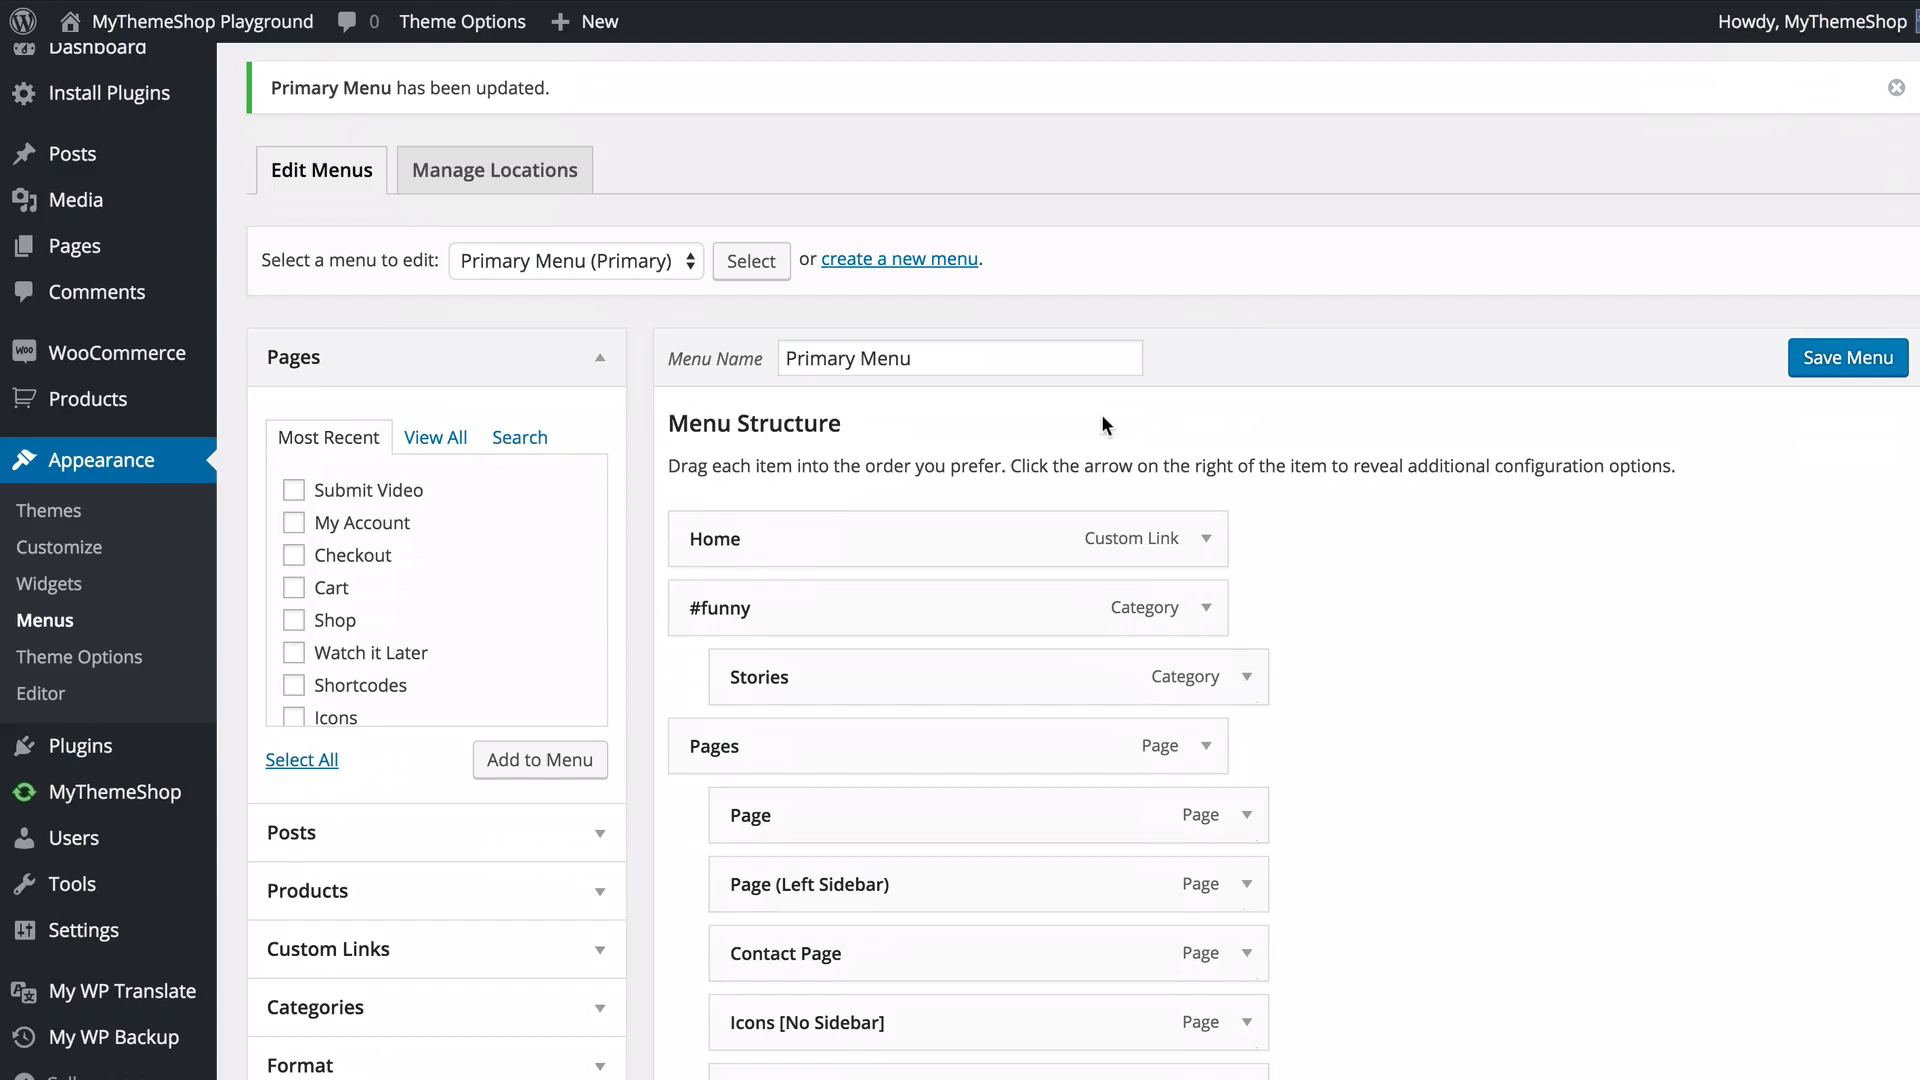 MyThemeShop Playground 0 Theme Options New Howdy, MyThemeShop
Dashboard
Install Plugins
Posts
Media
Pages
Comments
WooCommerce
Products
Appearance
Themes
Customize
Widgets
Menus
Theme Options
Editor
Plugins
MyThemeShop
Users
Tools
Settings
My WP Translate
My WP Backup
Primary Menu has been updated.
Edit Menus Manage Locations
Select a menu to edit: Primary Menu (Primary) Select or create a new menu.
Pages
Most Recent View All Search
Submit Video
My Account
Checkout
Cart
Shop
Watch it Later
Shortcodes
Icons
Select All Add to Menu
Posts
Products
Custom Links
Categories
Format
Menu Name Primary Menu Save Menu
Menu Structure
Drag each item into the order you prefer. Click the arrow on the right of the item to reveal additional configuration options.
Home Custom Link
#funny Category
Stories Category
Pages Page
Page Page
Page (Left Sidebar) Page
Contact Page Page
Icons [No Sidebar] Page